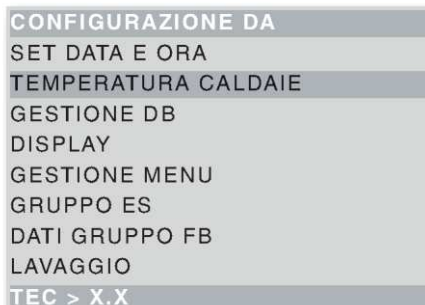 CONFIGURAZIONE DA
SET DATA E ORA
TEMPERATURA CALDAIE
GESTIONE DB
DISPLAY
GESTIONE MENU
GRUPPO ES
DATI GRUPPO FB
LAVAGGIO
TEC > X.X